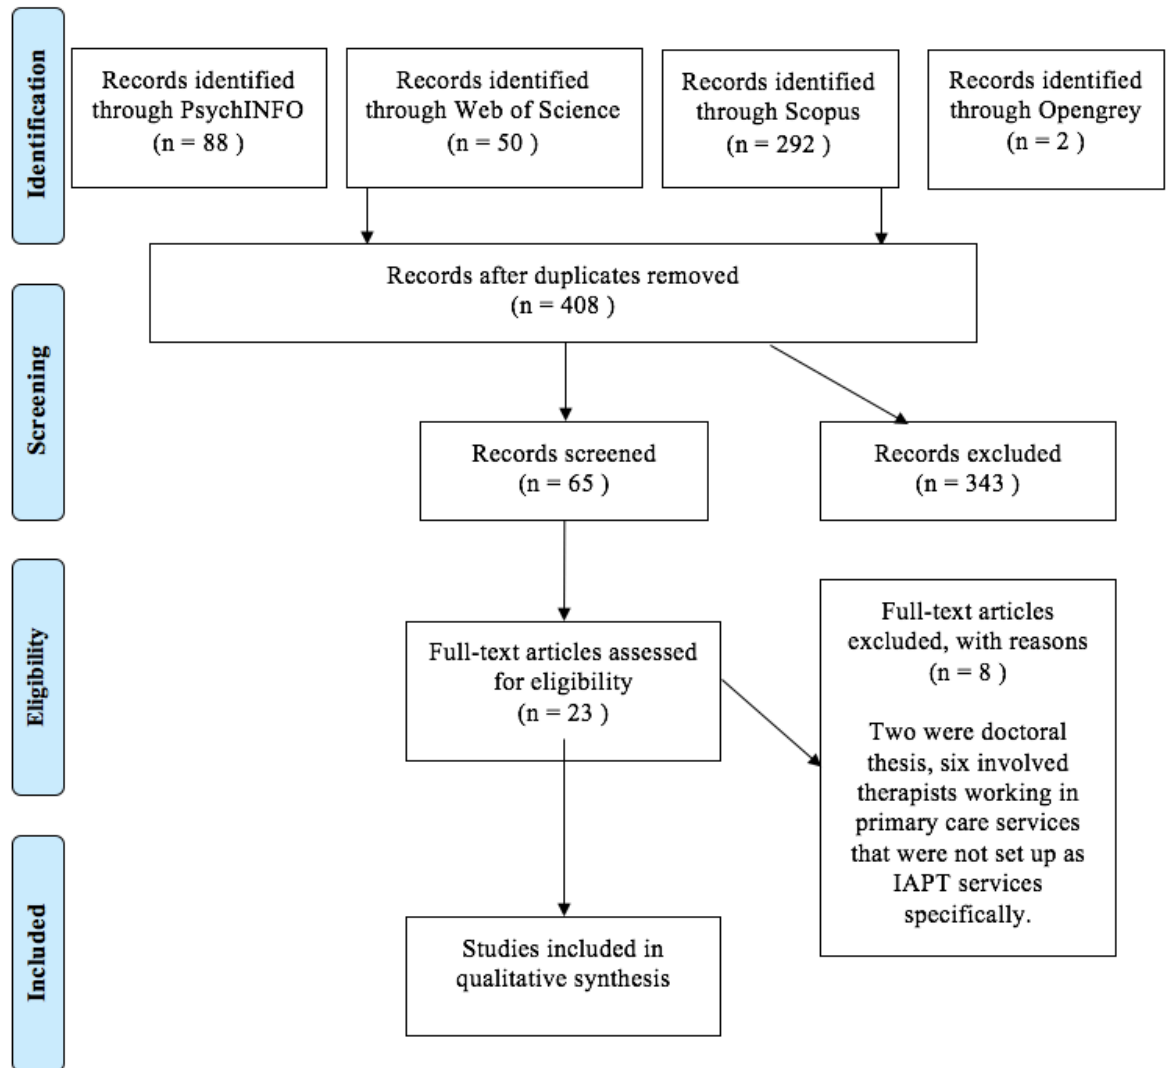 Identification
Records identified
through PsychINFO
(n = 88 )
Records identified
through Web of Science
(n = 50 )
Records identified
through Scopus
(n = 292 )
Records identified
through Opengrey
(n = 2 )
Records after duplicates removed
(n = 408 )
Screening
Records screened
(n = 65 )
Records excluded
(n = 343 )
Eligibility
Full-text articles assessed
for eligibility
(n = 23 )
Full-text articles
excluded, with reasons
(n = 8 )
Two were doctoral
thesis, six involved
therapists working in
primary care services
that were not set up as
IAPT services
specifically.
Included
Studies included in
qualitative synthesis